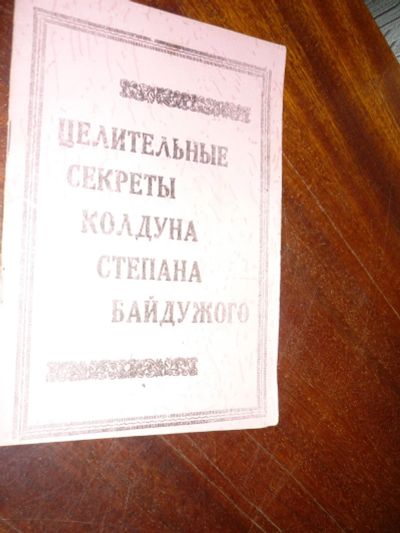 ЦЕЛИТЕЛЬНЫЕ
СЕКРЕТЫ
КОЛДУНА
СТЕПАНА
БАЙДУЖОГО